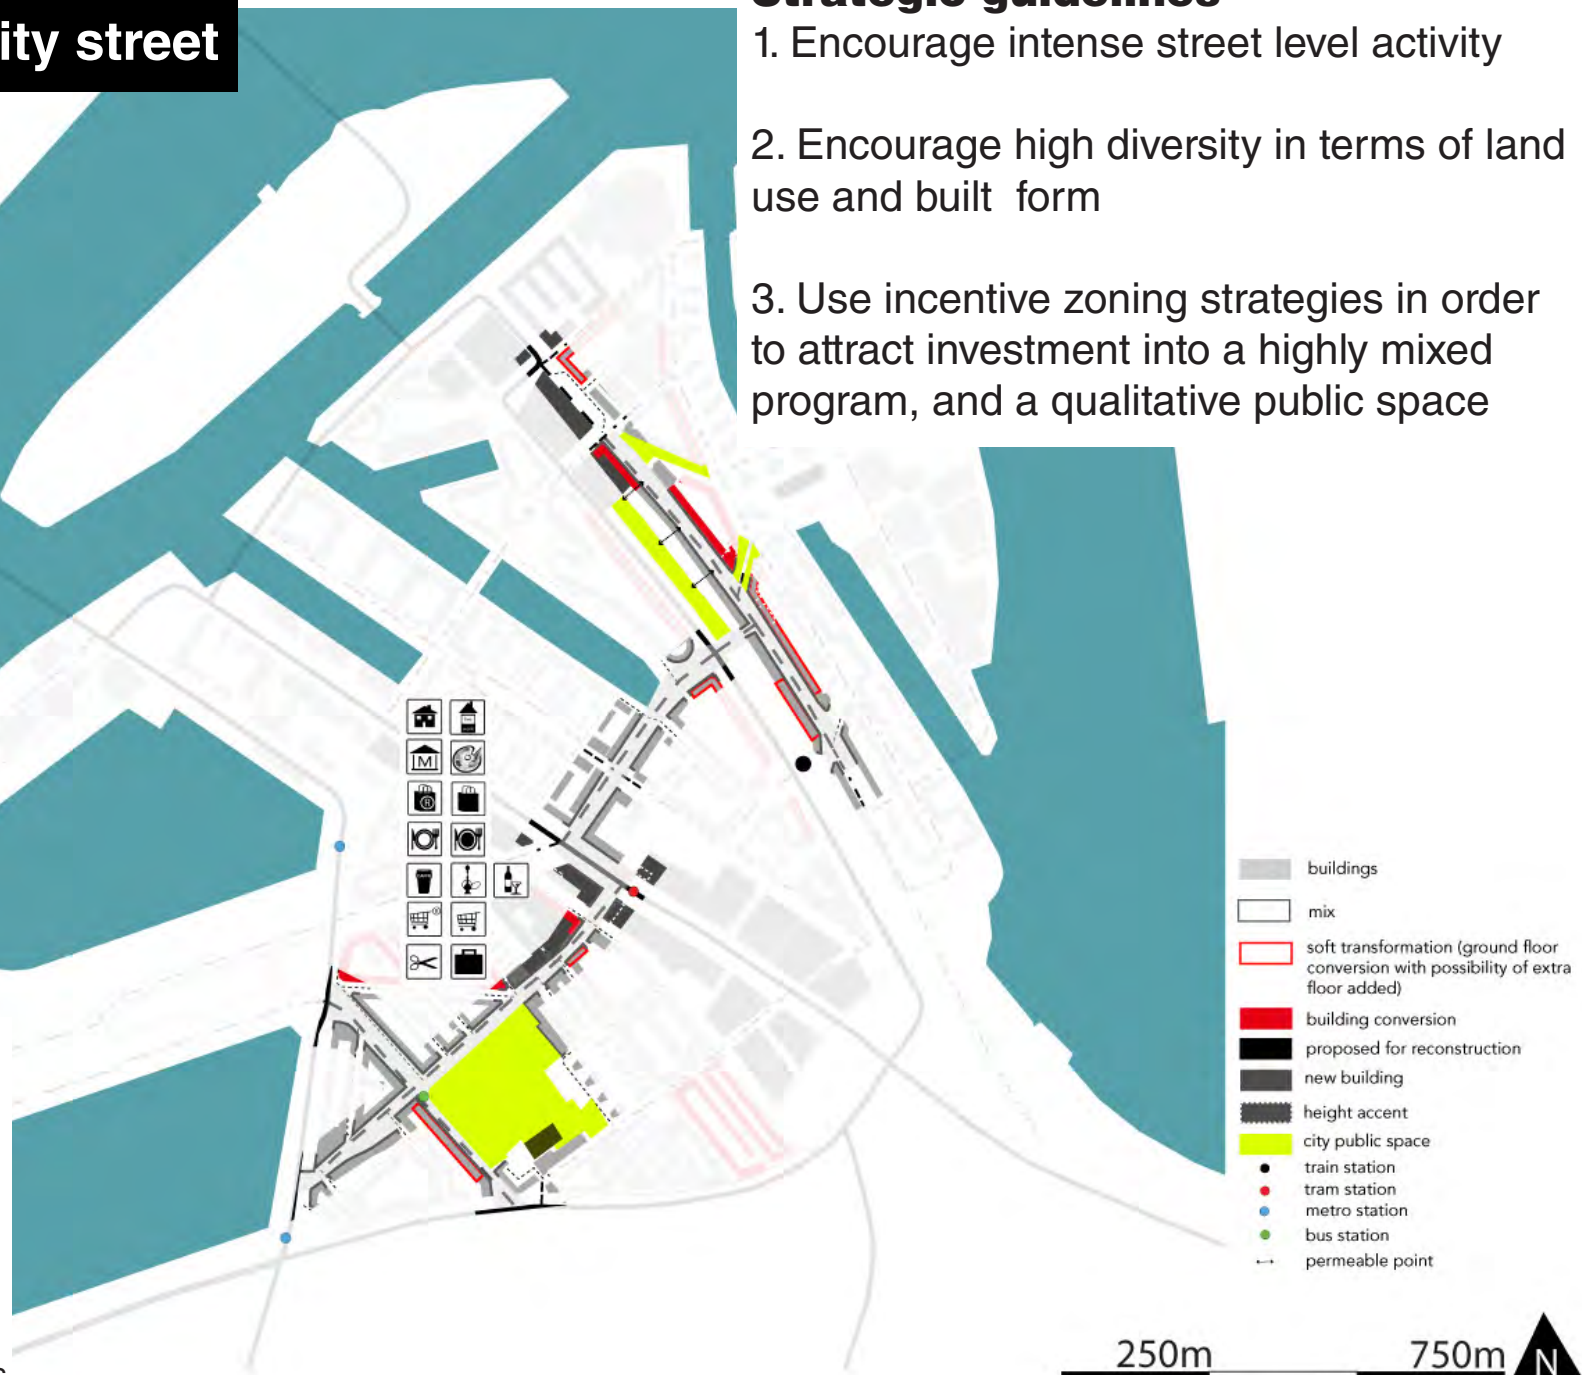 ity street
Strategic guidelines
1. Encourage intense street level activity
2. Encourage high diversity in terms of land
use and built  form
3. Use incentive zoning strategies in order
to attract investment into a highly mixed
program, and a qualitative public space
M
R
buildings
mix
soft transformation (ground floor
conversion with possibility of extra
floor added)
building conversion
proposed for reconstruction
new building
height accent
city public space
train station
tram station
metro station
bus station
permeable point
250m
750m
N